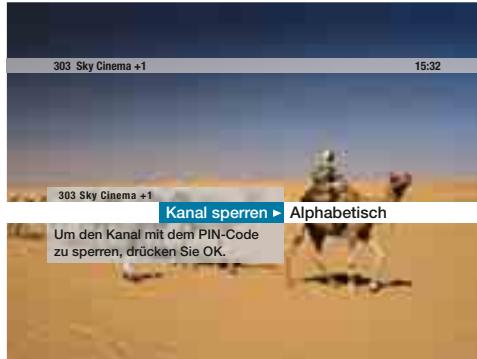 303 Sky Cinema +1 15:32
303 Sky Cinema +1
Kanal sperren ► Alphabetisch
Um den Kanal mit dem PIN-Code
zu sperren, drücken Sie OK.